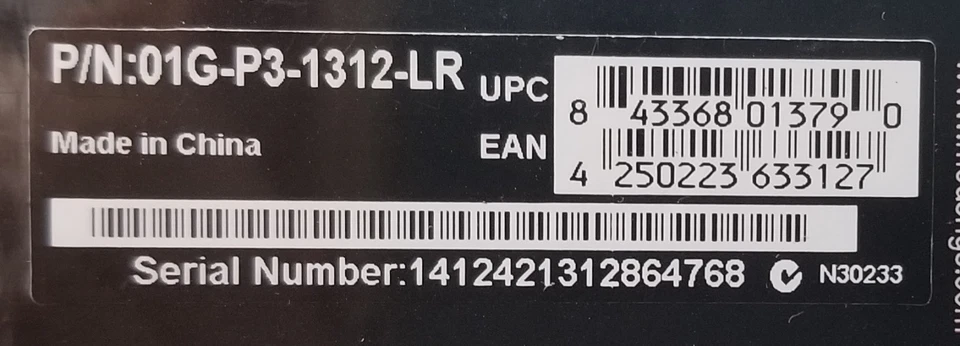 P/N:01G-P3-1312-LR
UPC
8 43368 01379 0
Made in China
EAN
4 250223 633127
Serial Number:1412421312864768
N30233